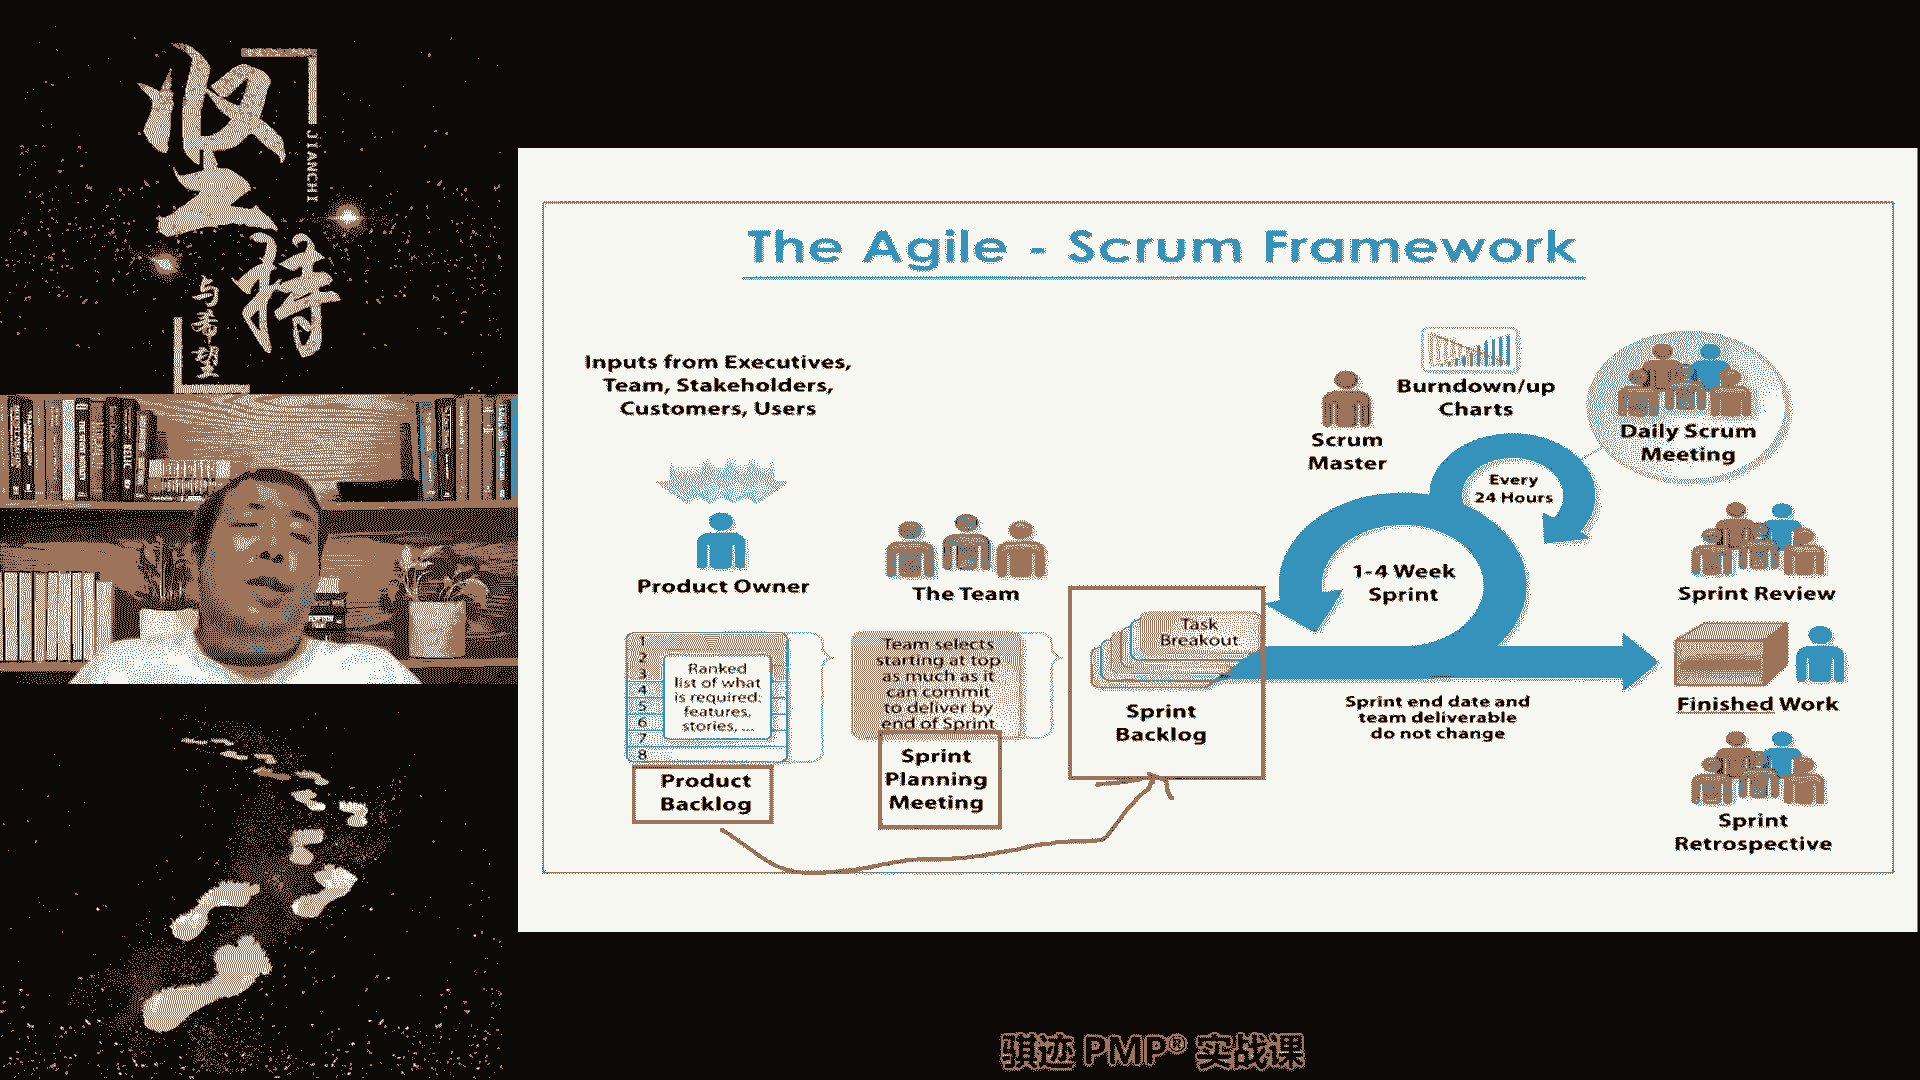 坚持
JIANCHI
与希望
The Agile - Scrum Framework
Inputs from Executives,
Team, Stakeholders,
Customers, Users
Product Owner
The Team
1
2
3
4
5
6
7
8
Ranked
list of what
is required:
features,
stories, ...
Product
Backlog
Team selects
starting at top
as much as it
can commit
to deliver by
end of Sprint
Sprint
Planning
Meeting
Task
Breakout
Sprint
Backlog
Scrum
Master
Burndown/up
Charts
Every
24 Hours
1-4 Week
Sprint
Sprint end date and
team deliverable
do not change
Daily Scrum
Meeting
Sprint Review
Finished Work
Sprint
Retrospective
骐迹 PMP® 实战课